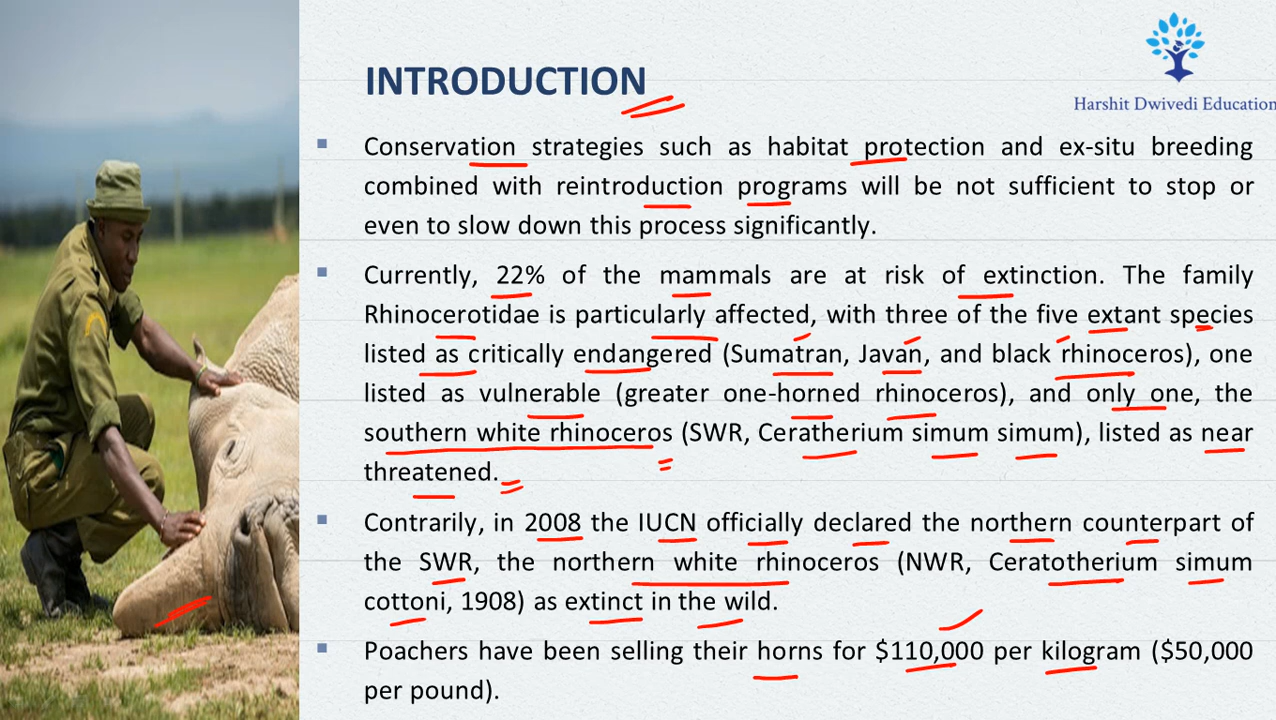 INTRODUCTION
Harshit Dwivedi Education
Conservation strategies such as habitat protection and ex-situ breeding
combined with reintroduction programs will be not sufficient to stop or
even to slow down this process significantly.
Currently, 22% of the mammals are at risk of extinction. The family
Rhinocerotidae is particularly affected, with three of the five extant species
listed as critically endangered (Sumatran, Javan, and black rhinoceros), one
listed as vulnerable (greater one-horned rhinoceros), and only one, the
southern white rhinoceros (SWR, Ceratherium simum simum), listed as near
threatened.
Contrarily, in 2008 the IUCN officially declared the northern counterpart of
the SWR, the northern white rhinoceros (NWR, Ceratotherium simum
cottoni, 1908) as extinct in the wild.
Poachers have been selling their horns for $110,000 per kilogram ($50,000
per pound).